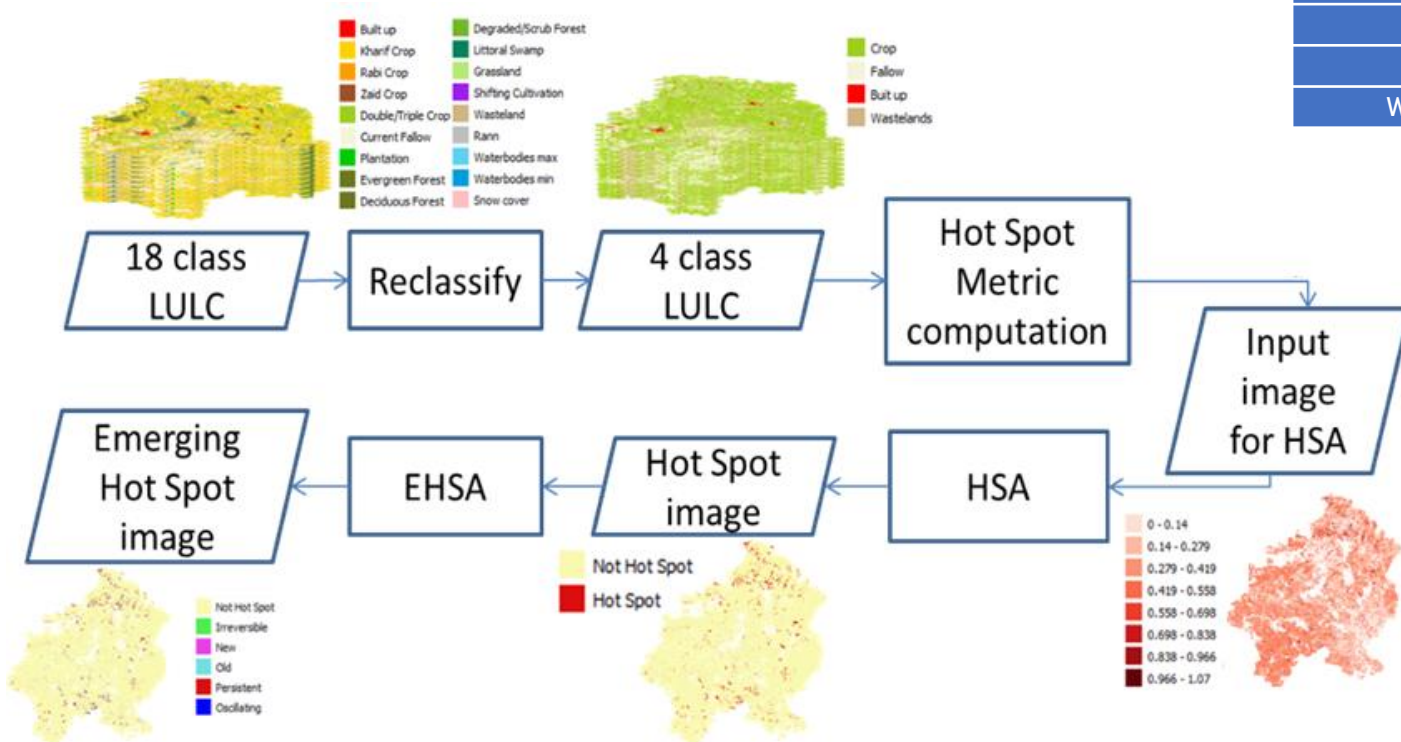 Built up
Kharif Crop
Rabi Crop
Zaid Crop
Double/Triple Crop
Current Fallow
Plantation
Evergreen Forest
Deciduous Forest
Degraded/Scrub Forest
Littoral Swamp
Grassland
Shifting Cultivation
Wasteland
Rann
Waterbodies max
Waterbodies min
Snow cover
Crop
Fallow
Buit up
Wastelands
W
18 class
LULC
Reclassify
4 class
LULC
Hot Spot
Metric
computation
Input
image
for HSA
Emerging
Hot Spot
image
EHSA
Hot Spot
image
HSA
0 - 0.14
0.14 - 0.279
0.279 - 0.419
0.419 - 0.558
0.558 - 0.698
0.698 - 0.838
0.838 - 0.966
0.966 - 1.07
Not Hot Spot
Hot Spot
Not Hot Spot
Irreversible
New
Old
Persistent
Oscillating